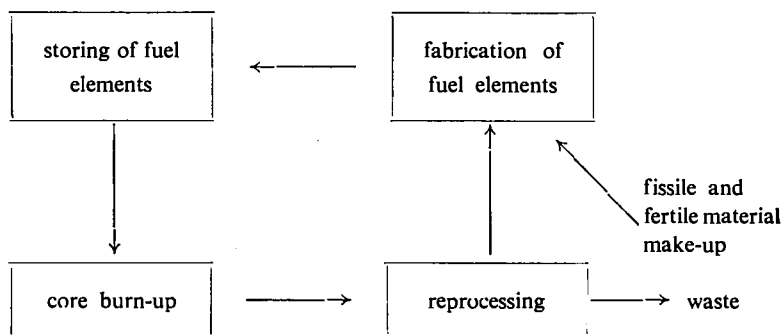 storing of fuel
elements
fabrication of
fuel elements
fissile and
fertile material
make-up
core burn-up
reprocessing
waste